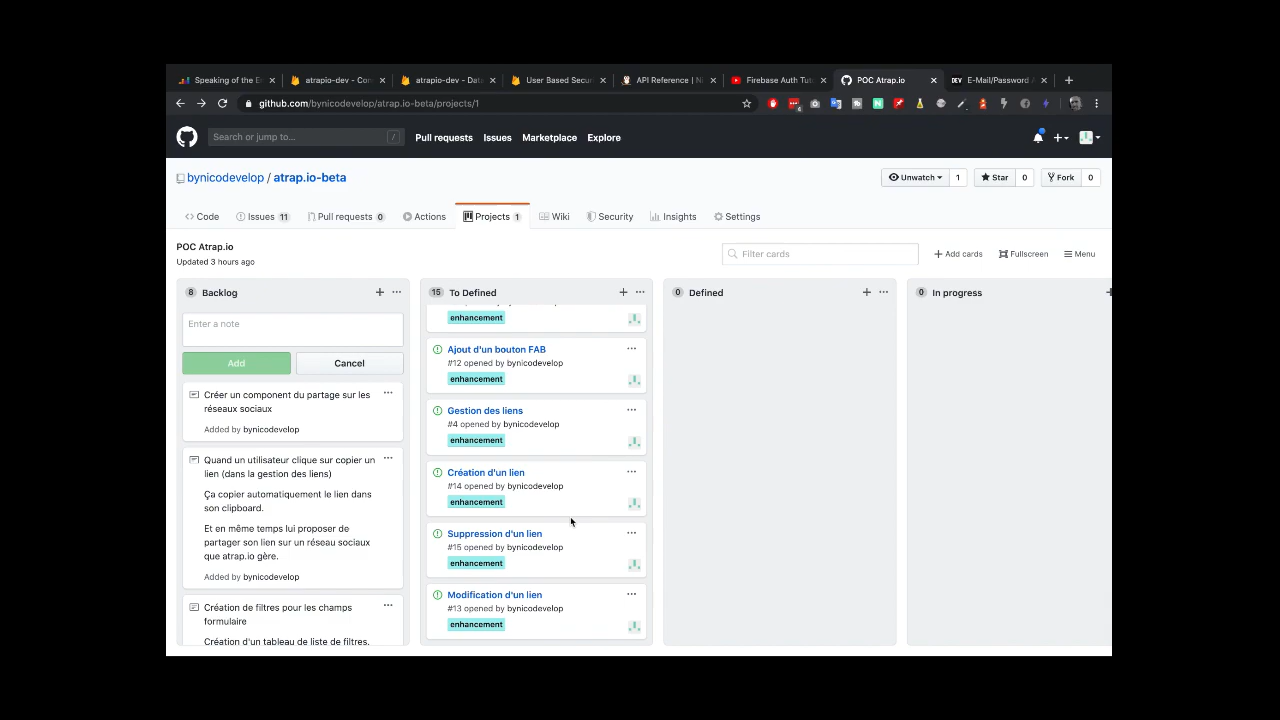 Speaking of the E
atrapio-dev - Con
atrapio-dev - Data
User Based Secur
API Reference | Ni
Firebase Auth Tut
POC Atrap.io
DEV E-Mail/Password
github.com/bynicodevelop/atrap.io-beta/projects/1
Search or jump to... /
Pull requests Issues Marketplace Explore
bynicodevelop / atrap.io-beta
Unwatch 1 Star 0 Fork 0
Code Issues 11 Pull requests 0 Actions Projects 1 Wiki Security Insights Settings
POC Atrap.io
Updated 3 hours ago
Filter cards
Add cards Fullscreen Menu
8 Backlog
Enter a note
Add Cancel
Créer un component du partage sur les
réseaux sociaux
Added by bynicodevelop
Quand un utilisateur clique sur copier un
lien (dans la gestion des liens)
Ça copier automatiquement le lien dans
son clipboard.
Et en même temps lui proposer de
partager son lien sur un réseau sociaux
que atrap.io gère.
Added by bynicodevelop
Création de filtres pour les champs
formulaire
Création d'un tableau de liste de filtres.
15 To Defined
enhancement
Ajout d'un bouton FAB
#12 opened by bynicodevelop
enhancement
Gestion des liens
#4 opened by bynicodevelop
enhancement
Création d'un lien
#14 opened by bynicodevelop
enhancement
Suppression d'un lien
#15 opened by bynicodevelop
enhancement
Modification d'un lien
#13 opened by bynicodevelop
enhancement
0 Defined
0 In progress